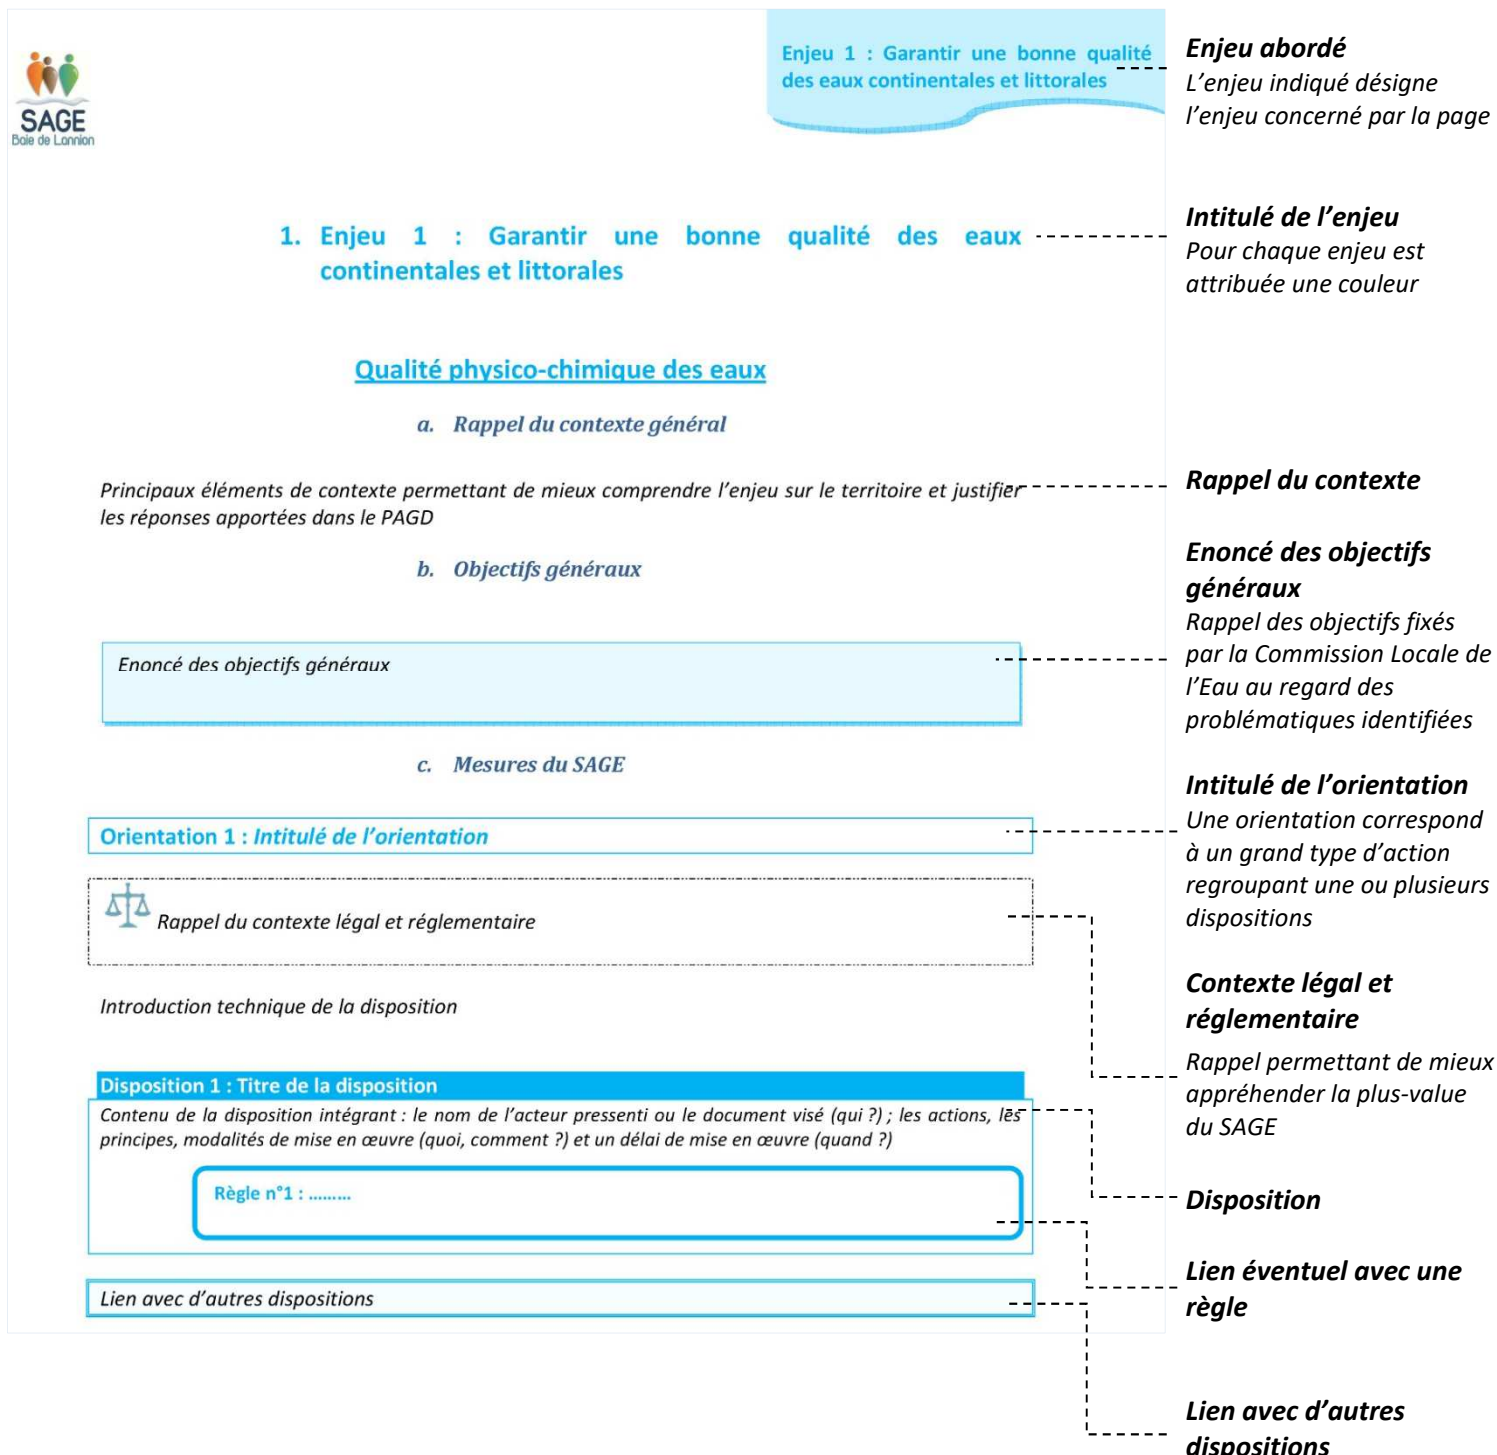 SAGE
Baie de Lannion
Enjeu 1 : Garantir une bonne qualité
des eaux continentales et littorales
Enjeu abordé
L’enjeu indiqué désigne
l’enjeu concerné par la page
1. Enjeu 1 : Garantir une bonne qualité des eaux
continentales et littorales
Intitulé de l’enjeu
Pour chaque enjeu est
attribuée une couleur
Qualité physico-chimique des eaux
a. Rappel du contexte général
Principaux éléments de contexte permettant de mieux comprendre l’enjeu sur le territoire et justifier
les réponses apportées dans le PAGD
Rappel du contexte
b. Objectifs généraux
Enoncé des objectifs généraux
Enoncé des objectifs
généraux
Rappel des objectifs fixés
par la Commission Locale de
l’Eau au regard des
problématiques identifiées
c. Mesures du SAGE
Orientation 1 : Intitulé de l’orientation
Intitulé de l’orientation
Une orientation correspond
à un grand type d’action
regroupant une ou plusieurs
dispositions
Rappel du contexte légal et réglementaire
Contexte légal et
réglementaire
Rappel permettant de mieux
appréhender la plus-value
du SAGE
Introduction technique de la disposition
Disposition 1 : Titre de la disposition
Contenu de la disposition intégrant : le nom de l’acteur pressenti ou le document visé (qui ?) ; les actions, les
principes, modalités de mise en œuvre (quoi, comment ?) et un délai de mise en œuvre (quand ?)
Disposition
Règle n°1 : .........
Lien éventuel avec une
règle
Lien avec d’autres dispositions
Lien avec d’autres
dispositions